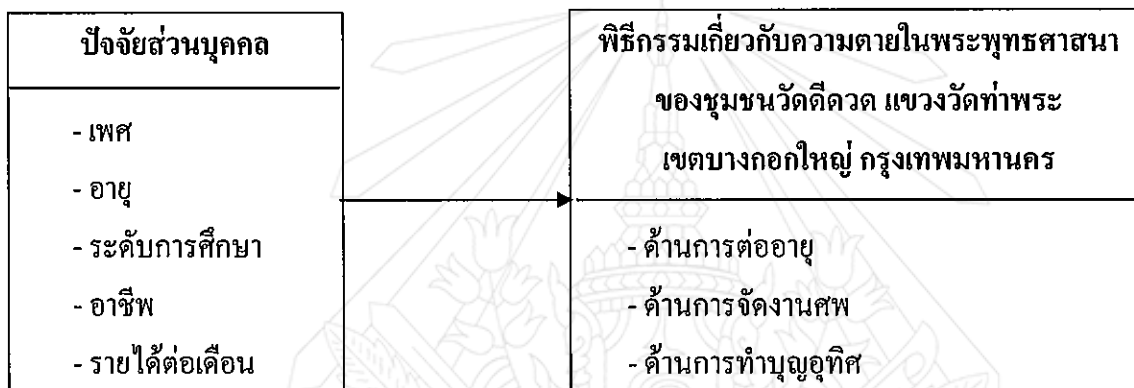 ปัจจัยส่วนบุคคล
- เพศ
- อายุ
- ระดับการศึกษา
- อาชีพ
- รายได้ต่อเดือน
พิธีกรรมเกี่ยวกับความตายในพระพุทธศาสนา
ของชุมชนวัดดีดวด แขวงวัดท่าพระ
เขตบางกอกใหญ่ กรุงเทพมหานคร
- ด้านการต่ออายุ
- ด้านการจัดงานศพ
- ด้านการทำบุญอุทิศ